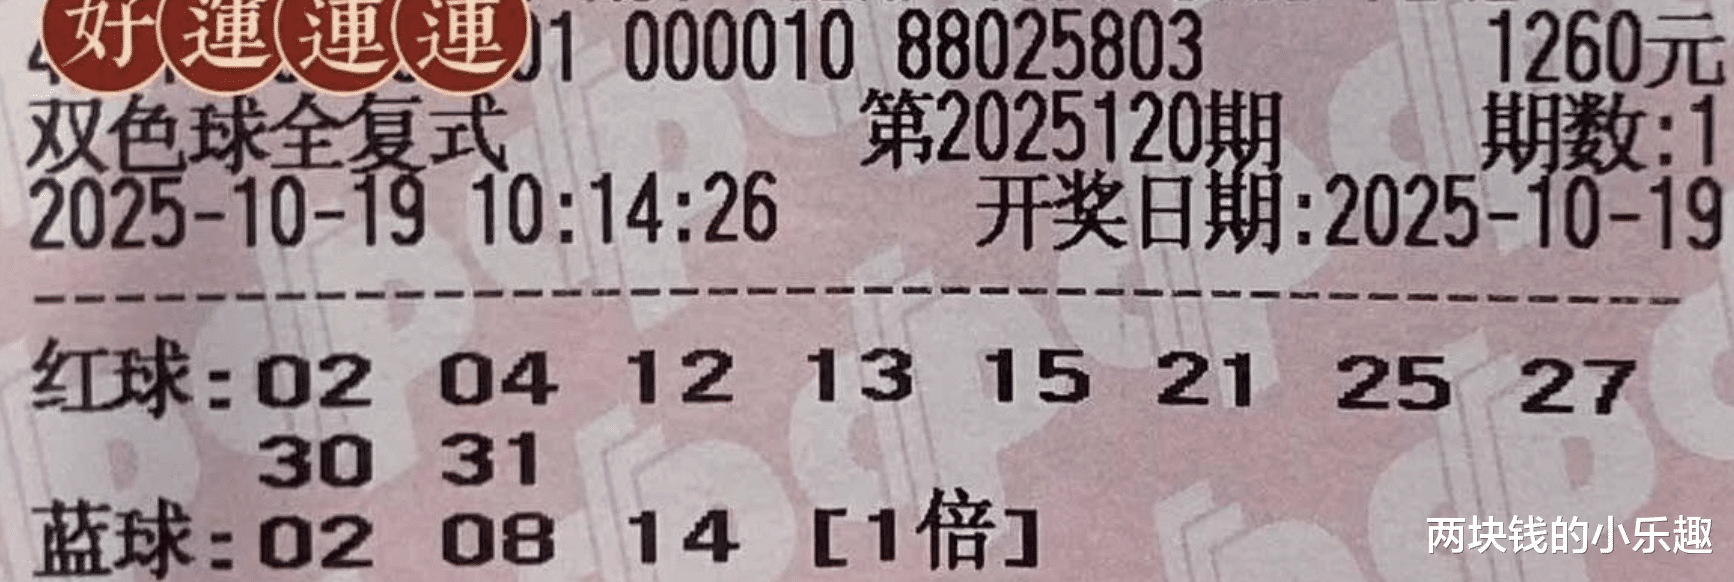 好運運運
01 000010 88025803 1260元
双色球全复式 第2025120期 期数:1
2025-10-19 10:14:26 开奖日期:2025-10-19
红球:02 04 12 13 15 21 25 27
30 31
蓝球:02 08 14 [1倍]
两块钱的小乐趣